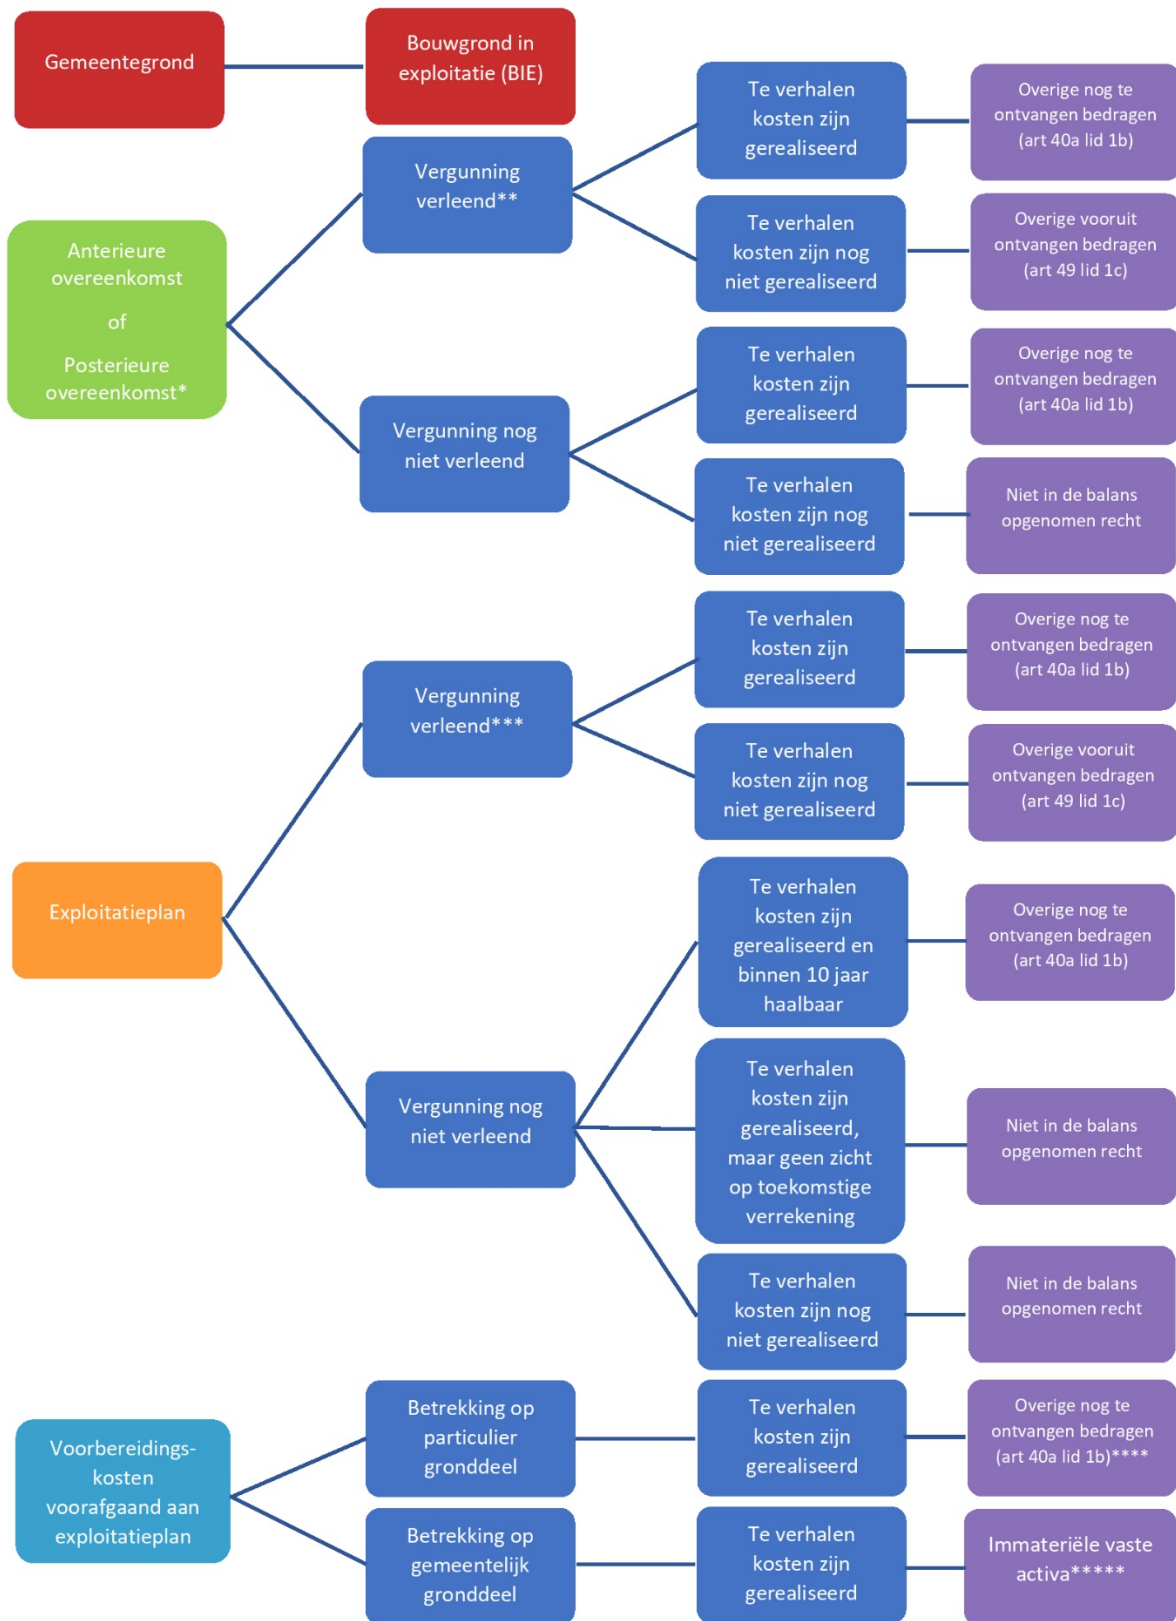 Gemeentegrond
Bouwgrond in
exploitatie (BIE)
Anterieure
overeenkomst
of
Posterieure
overeenkomst*
Vergunning
verleend**
Te verhalen
kosten zijn
gerealiseerd
Overige nog te
ontvangen bedragen
(art 40a lid 1b)
Te verhalen
kosten zijn nog
niet gerealiseerd
Overige vooruit
ontvangen bedragen
(art 49 lid 1c)
Vergunning nog
niet verleend
Te verhalen
kosten zijn
gerealiseerd
Overige nog te
ontvangen bedragen
(art 40a lid 1b)
Te verhalen
kosten zijn nog
niet gerealiseerd
Niet in de balans
opgenomen recht
Exploitatieplan
Vergunning
verleend***
Te verhalen
kosten zijn
gerealiseerd
Overige nog te
ontvangen bedragen
(art 40a lid 1b)
Te verhalen
kosten zijn nog
niet gerealiseerd
Overige vooruit
ontvangen bedragen
(art 49 lid 1c)
Vergunning nog
niet verleend
Te verhalen
kosten zijn
gerealiseerd en
binnen 10 jaar
haalbaar
Overige nog te
ontvangen bedragen
(art 40a lid 1b)
Te verhalen
kosten zijn
gerealiseerd,
maar geen zicht
op toekomstige
verrekening
Niet in de balans
opgenomen recht
Te verhalen
kosten zijn nog
niet gerealiseerd
Niet in de balans
opgenomen recht
Voorbereidings-
kosten
voorafgaand aan
exploitatieplan
Betrekking op
particulier
gronddeel
Te verhalen
kosten zijn
gerealiseerd
Overige nog te
ontvangen bedragen
(art 40a lid 1b)****
Betrekking op
gemeentelijk
gronddeel
Te verhalen
kosten zijn
gerealiseerd
Immateriële vaste
activa*****